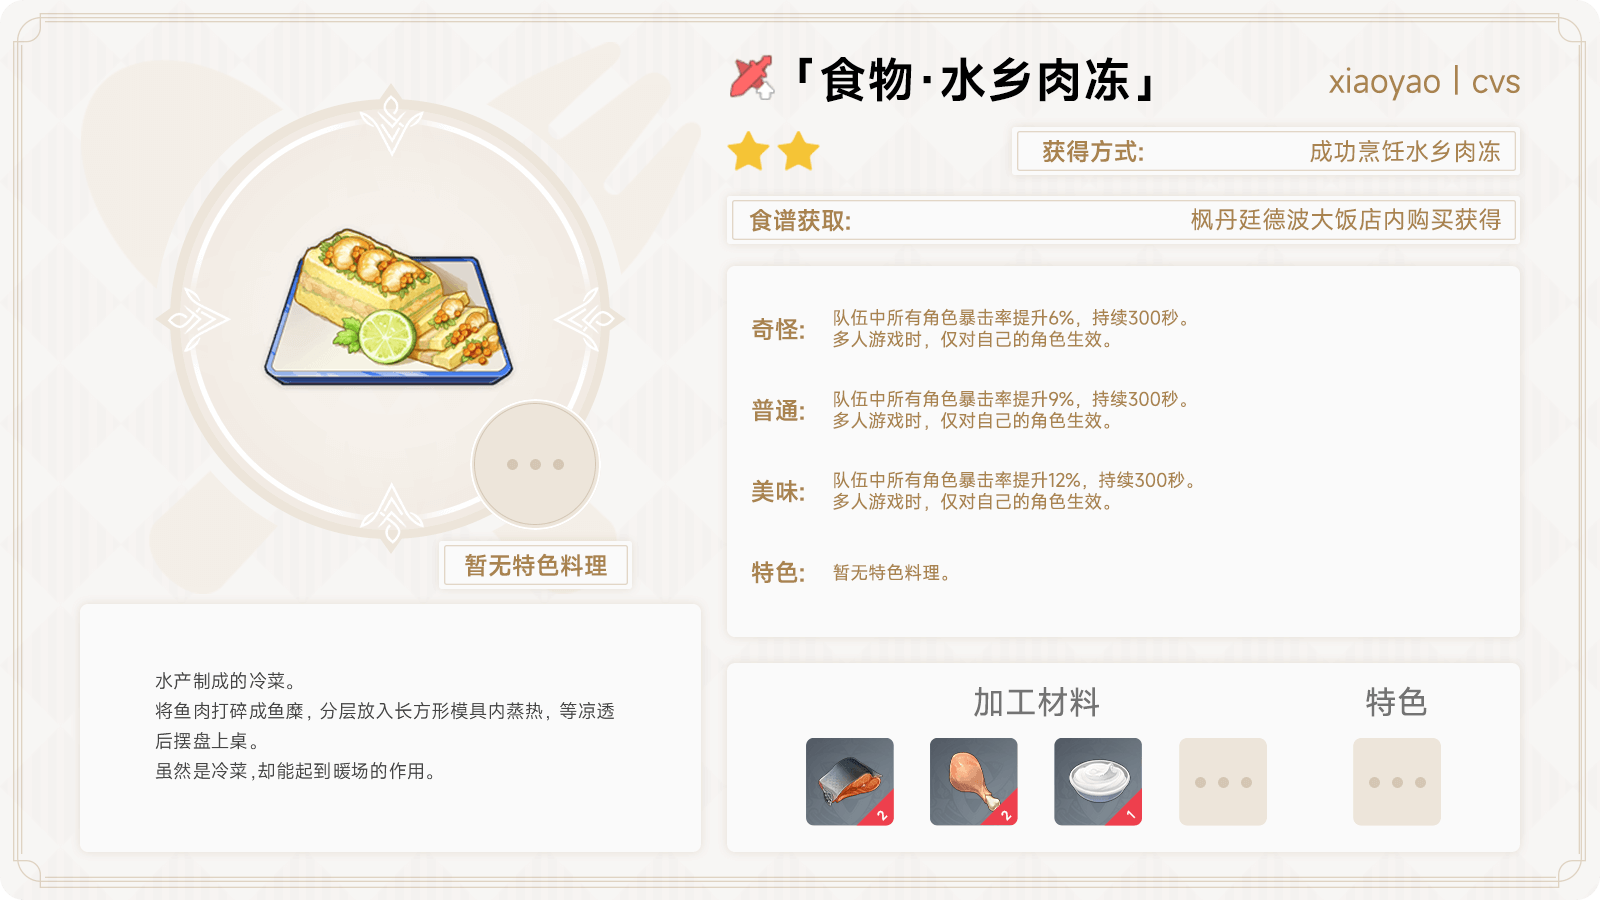 「食物·水乡肉冻」
xiaoyao | cvs
获得方式: 成功烹饪水乡肉冻
食谱获取: 枫丹廷德波大饭店内购买获得
奇怪: 队伍中所有角色暴击率提升6%，持续300秒。
多人游戏时，仅对自己的角色生效。
普通: 队伍中所有角色暴击率提升9%，持续300秒。
多人游戏时，仅对自己的角色生效。
美味: 队伍中所有角色暴击率提升12%，持续300秒。
多人游戏时，仅对自己的角色生效。
特色: 暂无特色料理。
暂无特色料理
水产制成的冷菜。
将鱼肉打碎成鱼糜，分层放入长方形模具内蒸热，等凉透
后摆盘上桌。
虽然是冷菜,却能起到暖场的作用。
加工材料 特色
2 2 1